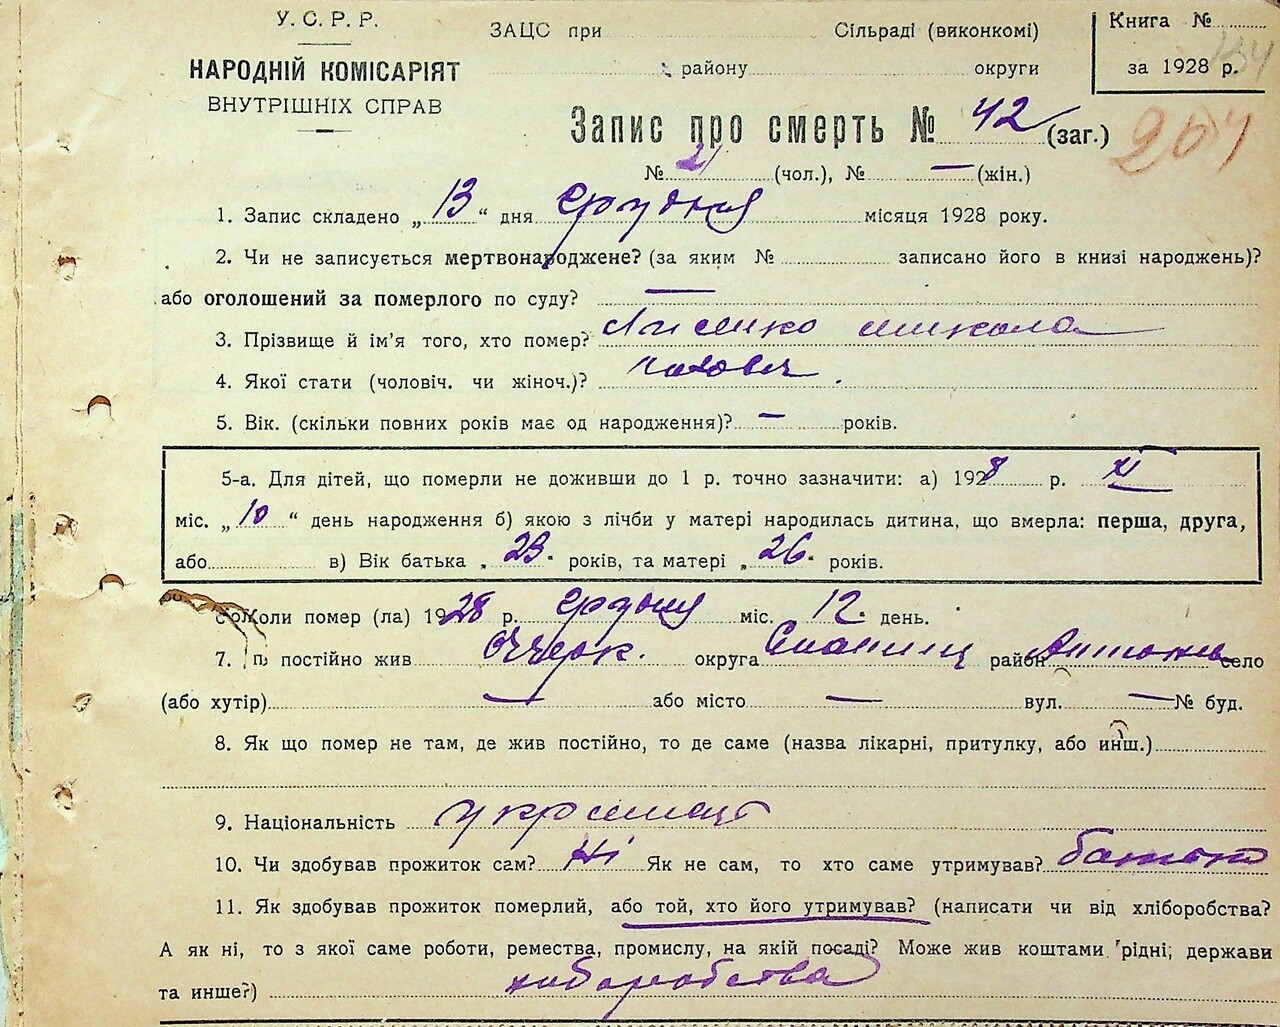 У. С. Р. Р.
НАРОДНІЙ КОМІСАРІЯТ
ВНУТРІШНІХ СПРАВ
ЗАЦС при Сільраді (виконкомі)
району округи
Книга №
за 1928 р.
Запис про смерть № 42 (заг.)
204
№ 21 (чол.), № — (жін.)
1. Запис складено „ 13 “ дня Грудня місяця 1928 року.
2. Чи не записується мертвонароджене? (за яким № записано його в книзі народжень)?
або оголошений за померлого по суду? —
3. Прізвище й ім'я того, хто помер? Лисенко микола
4. Якої стати (чоловіч. чи жіноч.)? чоловіч.
5. Вік. (скільки повних років має од народження)? — років.
5-а. Для дітей, що померли не доживши до 1 р. точно зазначити: а) 1928 р. XI
міс. „ 10 “ день народження б) якою з лічби у матері народилась дитина, що вмерла: перша, друга,
або в) Вік батька „ 23 “ років, та матері „ 26 “ років.
Коли помер (ла) 1928 р. Грудня міс. 12 день.
7. постійно жив округа район село
(або хутір) — або місто — вул. — № буд.
8. Як що помер не там, де жив постійно, то де саме (назва лікарні, притулку, або инш.)
9. Національність украинец
10. Чи здобував прожиток сам? Ні Як не сам, то хто саме утримував? батько
11. Як здобував прожиток померлий, або той, хто його утримував? (написати чи від хліборобства?
А як ні, то з якої саме роботи, ремества, промислу, на якій посаді? Може жив коштами рідні, держави
та инше?) хліборобства